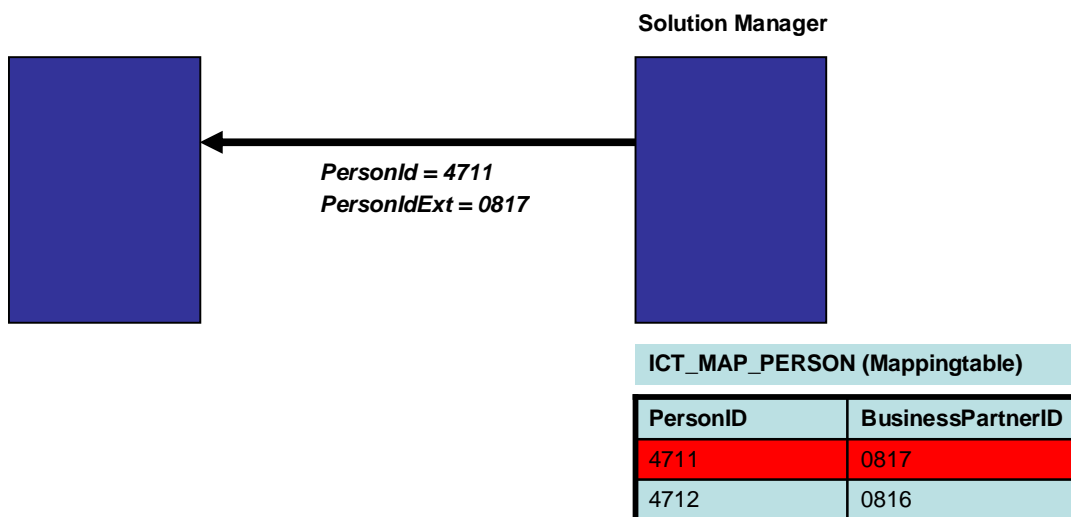 Solution Manager
PersonId = 4711
PersonIdExt = 0817
ICT_MAP_PERSON (Mappingtable)
PersonID BusinessPartnerID
4711 0817
4712 0816